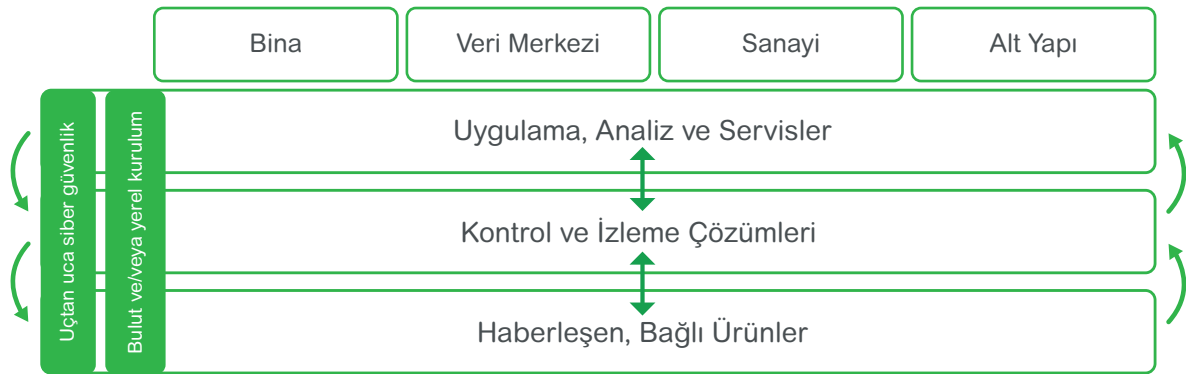 Bina
Veri Merkezi
Sanayi
Alt Yapı
Uçtan uca siber güvenlik
Bulut ve/veya yerel kurulum
Uygulama, Analiz ve Servisler
Kontrol ve İzleme Çözümleri
Haberleşen, Bağlı Ürünler